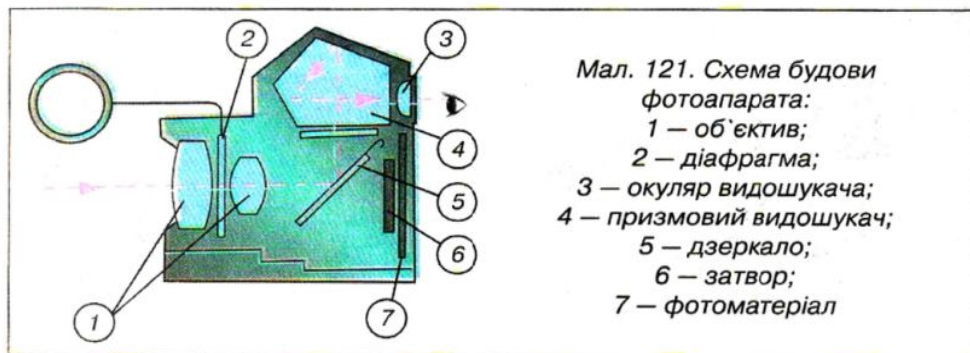 2
3
4
5
6
7
1
Мал. 121. Схема будови
фотоапарата:
1 — об`єктив;
2 — діафрагма;
3 — окуляр видошукача;
4 — призмовий видошукач;
5 — дзеркало;
6 — затвор;
7 — фотоматеріал